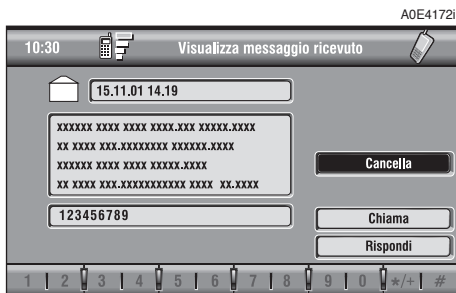 A0E4172i
10:30 Visualizza messaggio ricevuto
15.11.01 14.19
xxxxxx xxxx xxxx xxxx.xxx xxxxx.xxxx
xx xxxx xxx.xxxxxxxx xxxxxx.xxxx
xxxxxx xxxx xxxx xxxxx.xxxx
xx xxxx xxx.xxxxxxxxxxx xxxx xx.xxxx
Cancella
123456789
Chiama
Rispondi
1 2 3 4 5 6 7 8 9 0 */+ #